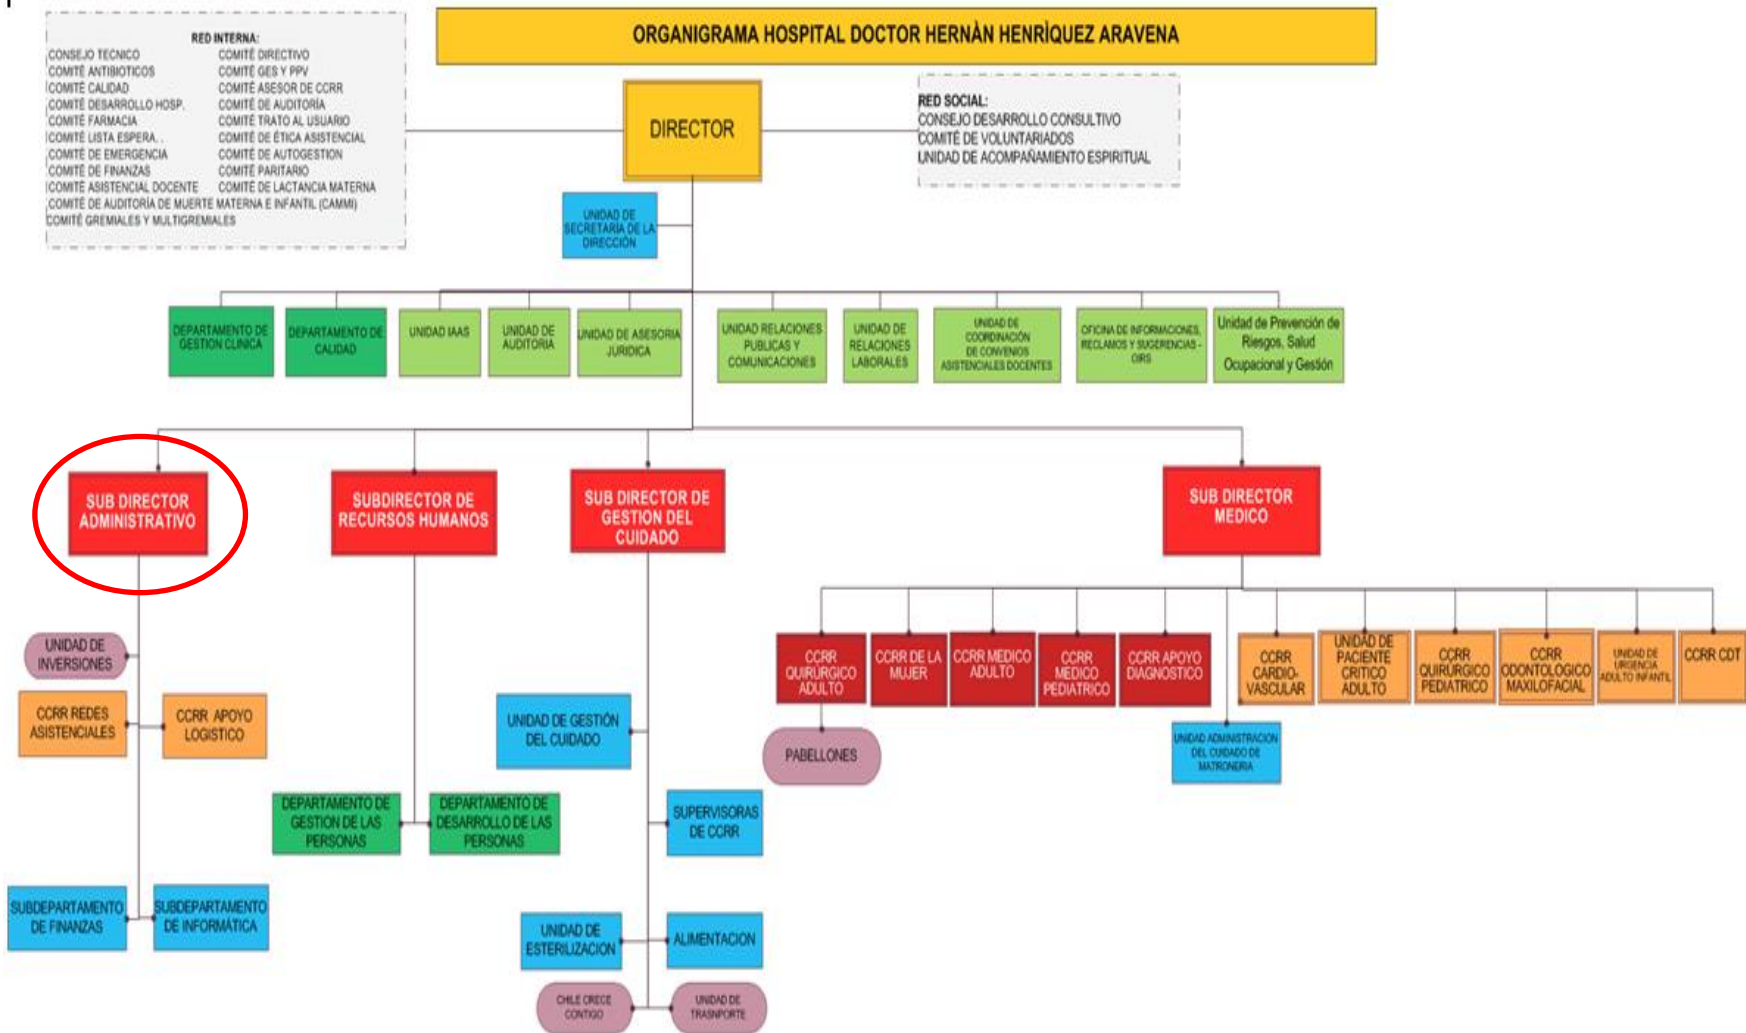 ORGANIGRAMA HOSPITAL DOCTOR HERNÀN HENRÌQUEZ ARAVENA
RED INTERNA:
CONSEJO TECNICO
COMITÉ ANTIBIOTICOS
COMITÉ CALIDAD
COMITÉ DESARROLLO HOSP.
COMITÉ FARMACIA
COMITÉ LISTA ESPERA. .
COMITÉ DE EMERGENCIA
COMITÉ DE FINANZAS
COMITÉ ASISTENCIAL DOCENTE
COMITÉ DIRECTIVO
COMITÉ GES Y PPV
COMITÉ ASESOR DE CCRR
COMITÉ DE AUDITORÍA
COMITÉ TRATO AL USUARIO
COMITÉ DE ÉTICA ASISTENCIAL
COMITÉ DE AUTOGESTION
COMITÉ PARITARIO
COMITÉ DE LACTANCIA MATERNA
COMITÉ DE AUDITORÍA DE MUERTE MATERNA E INFANTIL (CAMMI)
COMITÉ GREMIALES Y MULTIGREMIALES
DIRECTOR
RED SOCIAL:
CONSEJO DESARROLLO CONSULTIVO
COMITÉ DE VOLUNTARIADOS
UNIDAD DE ACOMPAÑAMIENTO ESPIRITUAL
UNIDAD DE
SECRETARÍA DE LA
DIRECCIÓN
DEPARTAMENTO DE
GESTION CLINICA
DEPARTAMENTO DE
CALIDAD
UNIDAD IAAS
UNIDAD DE
AUDITORIA
UNIDAD DE ASESORIA
JURIDICA
UNIDAD RELACIONES
PUBLICAS Y
COMUNICACIONES
UNIDAD DE
RELACIONES
LABORALES
UNIDAD DE
COORDINACIÓN
DE CONVENIOS
ASISTENCIALES DOCENTES
OFICINA DE INFORMACIONES,
RECLAMOS Y SUGERENCIAS -
OIRS
Unidad de Prevención de
Riesgos, Salud
Ocupacional y Gestión
SUB DIRECTOR
ADMINISTRATIVO
SUBDIRECTOR DE
RECURSOS HUMANOS
SUB DIRECTOR DE
GESTION DEL
CUIDADO
SUB DIRECTOR
MEDICO
UNIDAD DE
INVERSIONES
CCRR REDES
ASISTENCIALES
CCRR APOYO
LOGISTICO
SUBDEPARTAMENTO
DE FINANZAS
SUBDEPARTAMENTO
DE INFORMÁTICA
DEPARTAMENTO DE
GESTION DE LAS
PERSONAS
DEPARTAMENTO DE
DESARROLLO DE LAS
PERSONAS
UNIDAD DE GESTIÓN
DEL CUIDADO
SUPERVISORAS
DE CCRR
UNIDAD DE
ESTERILIZACION
ALIMENTACION
CHILE CRECE
CONTIGO
UNIDAD DE
TRASNPORTE
CCRR
QUIRÚRGICO
ADULTO
CCRR DE LA
MUJER
CCRR MEDICO
ADULTO
CCRR
MEDICO
PEDIATRICO
CCRR APOYO
DIAGNOSTICO
CCRR
CARDIO-
VASCULAR
UNIDAD DE
PACIENTE
CRITICO
ADULTO
CCRR
QUIRÚRGICO
PEDIATRICO
CCRR
ODONTOLOGICO
MAXILOFACIAL
UNIDAD DE
URGENCIA
ADULTO INFANTIL
CCRR CDT
PABELLONES
UNIDAD ADMINISTRACION
DEL CUIDADO DE
MATRONERIA